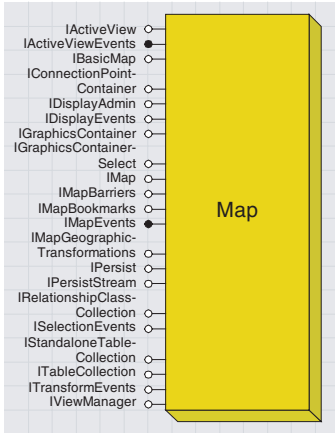 IActiveView
IActiveViewEvents
IBasicMap
IConnectionPoint-
Container
IDisplayAdmin
IDisplayEvents
IGraphicsContainer
IGraphicsContainer-
Select
IMap
IMapBarriers
IMapBookmarks
IMapEvents
IMapGeographic-
Transformations
IPersist
IPersistStream
IRelationshipClass-
Collection
ISelectionEvents
IStandaloneTable-
Collection
ITableCollection
ITransformEvents
IViewManager
Map